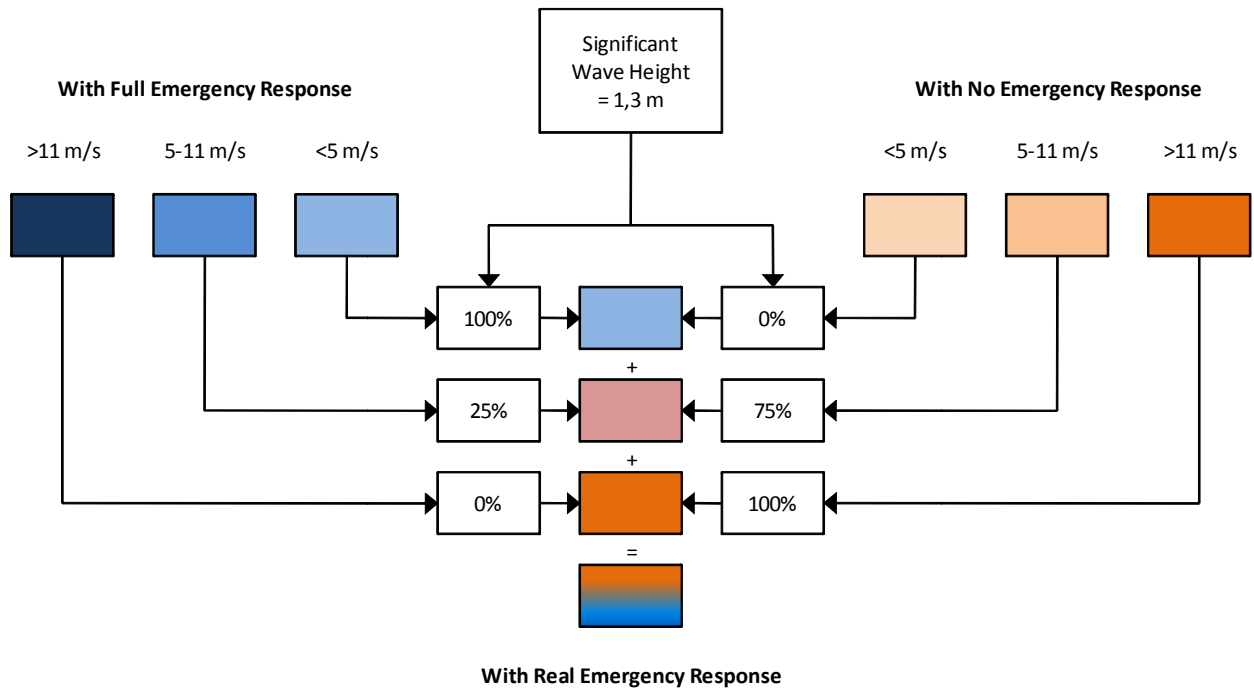 Significant
Wave Height
= 1,3 m
With Full Emergency Response
With No Emergency Response
>11 m/s
5-11 m/s
<5 m/s
<5 m/s
5-11 m/s
>11 m/s
100%
0%
+
25%
75%
+
0%
100%
=
With Real Emergency Response